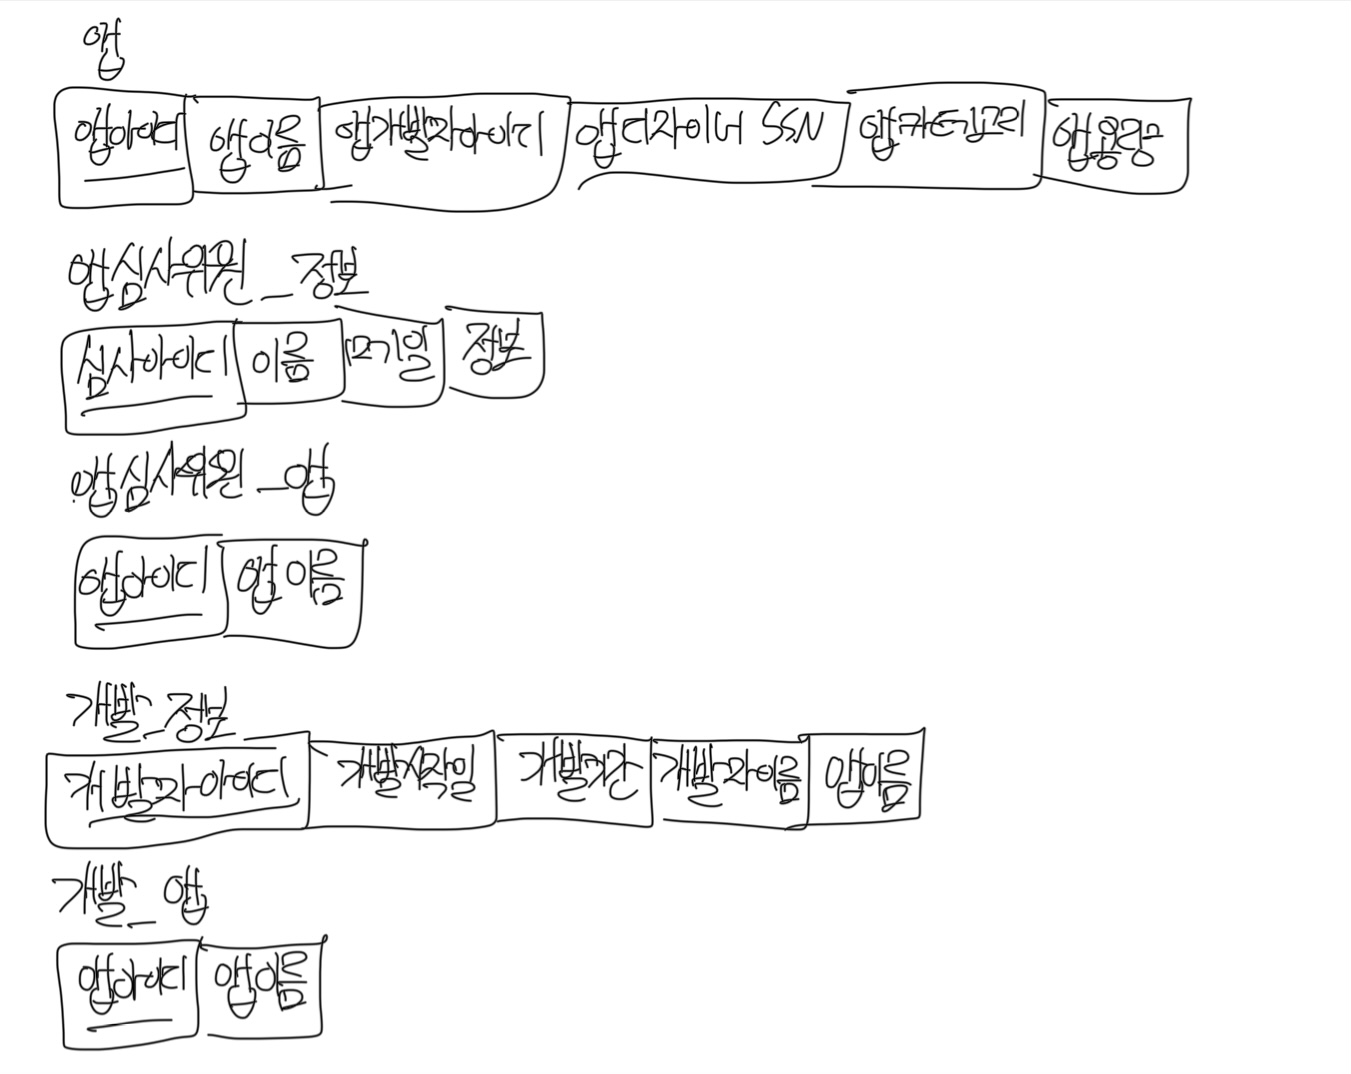 앱
앱아이디 앱이름 앱개발자아이디 앱디자이너 SSN 앱카테고리 앱용량
앱심사위원_정보
심사아이디 이름 정보
앱심사위원_앱
앱아이디 앱이름
개발_정보
개발자아이디 개발시작일 개발기간 개발자이름 앱이름
개발_앱
앱아이디 앱이름